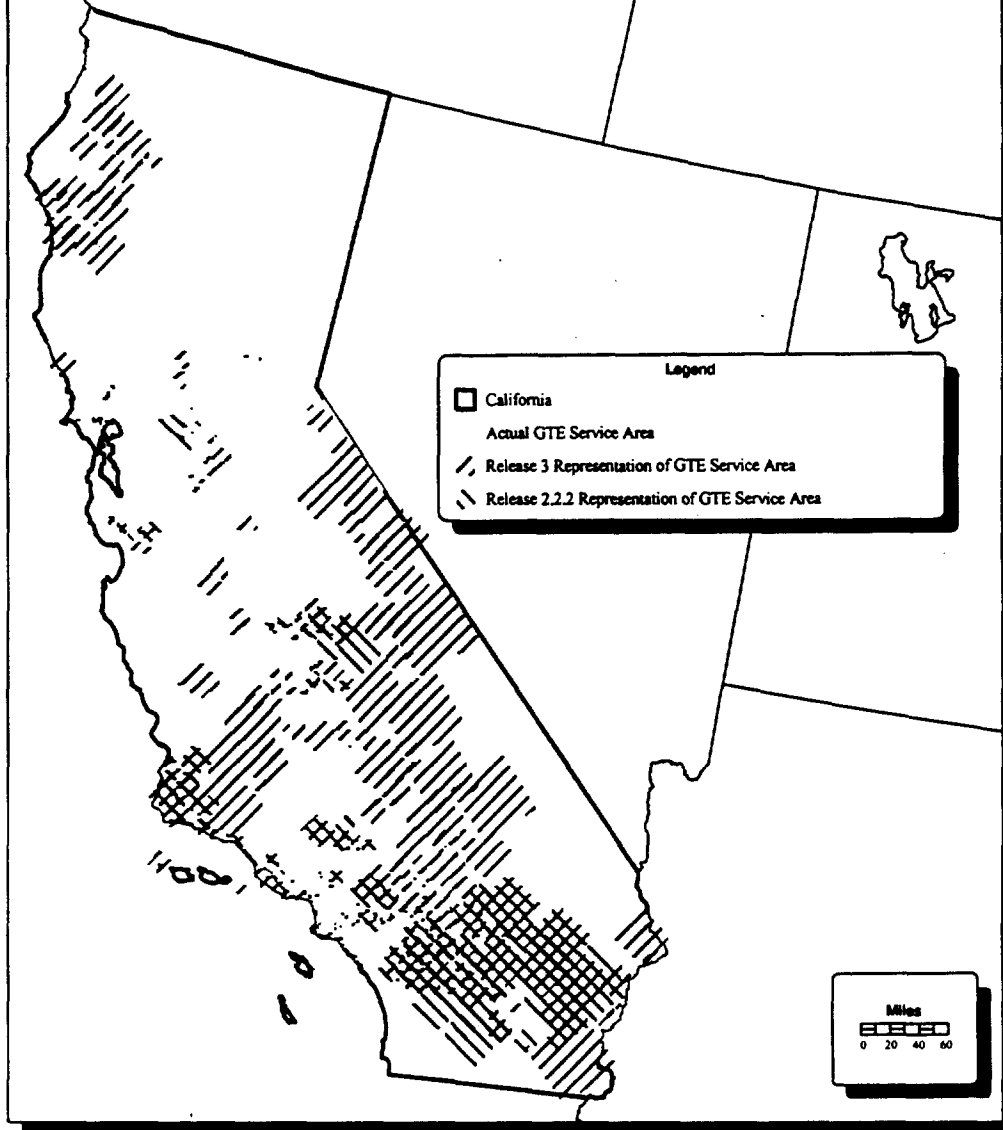 Legend
California
Actual GTE Service Area
Release 3 Representation of GTE Service Area
Release 2.2.2 Representation of GTE Service Area
Miles
0 20 40 60